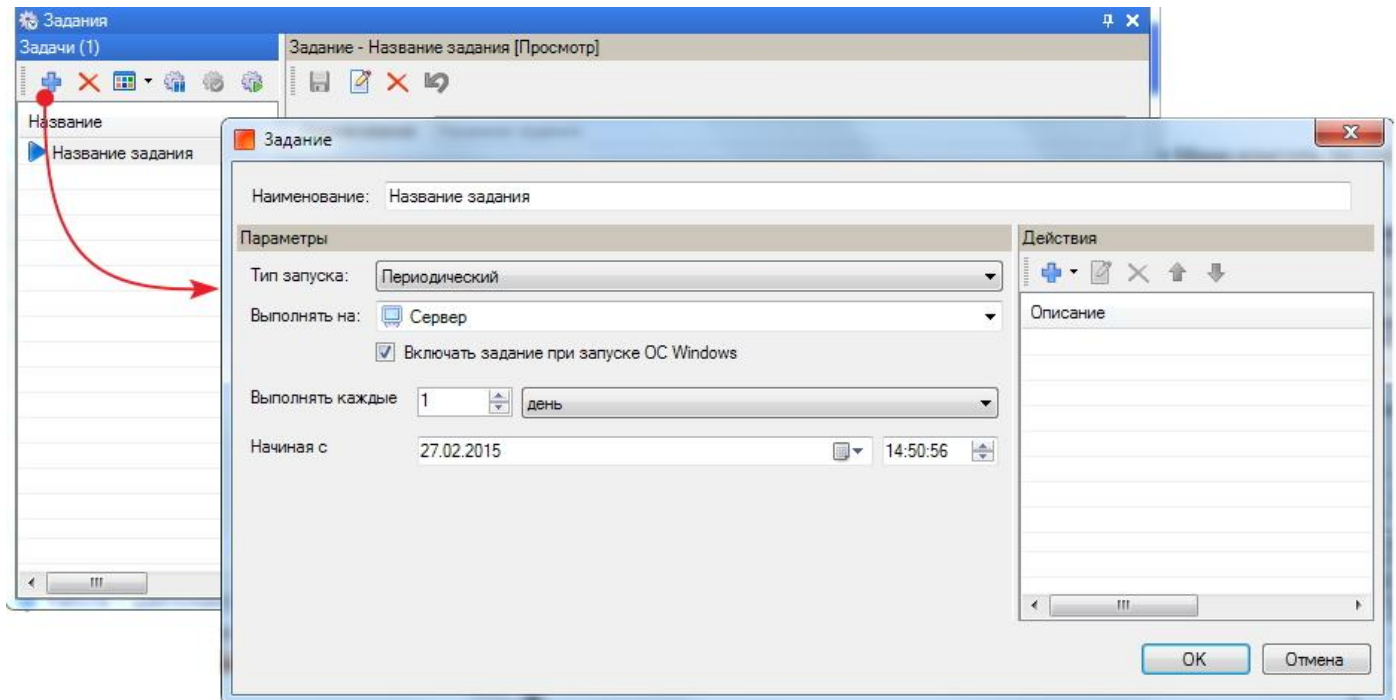 Задания
Задачи (1)
Задание - Название задания [Просмотр]
Название
Название задания
Задание
Наименование: Название задания
Параметры
Действия
Тип запуска: Периодический
Выполнять на: Сервер
Описание
Включать задание при запуске ОС Windows
Выполнять каждые 1 день
Начиная с 27.02.2015 14:50:56
OK Отмена